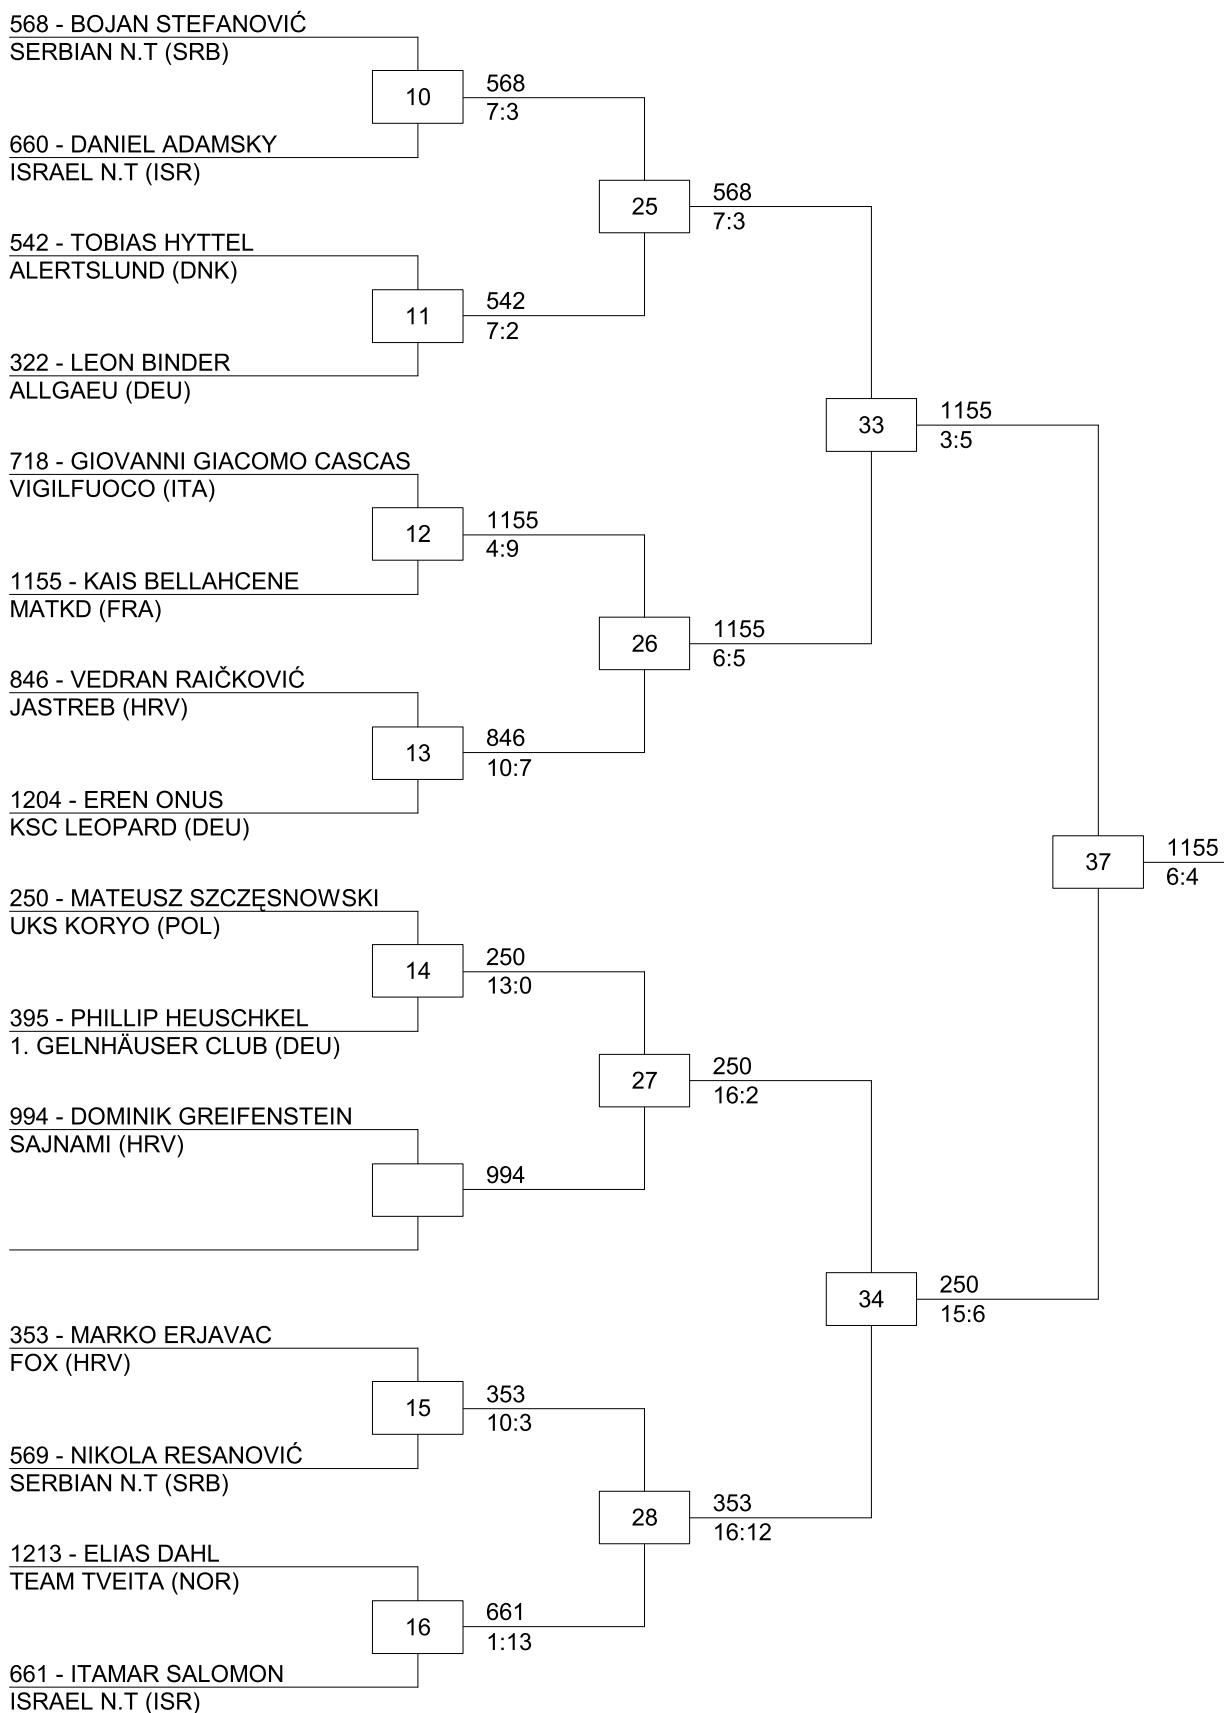 568 - BOJAN STEFANOVIĆ
SERBIAN N.T (SRB)
10
568
7:3
660 - DANIEL ADAMSKY
ISRAEL N.T (ISR)
25
568
7:3
542 - TOBIAS HYTTEL
ALERTSLUND (DNK)
11
542
7:2
322 - LEON BINDER
ALLGAEU (DEU)
33
1155
3:5
718 - GIOVANNI GIACOMO CASCAS
VIGILFUOCO (ITA)
12
1155
4:9
1155 - KAIS BELLAHCENE
MATKD (FRA)
26
1155
6:5
846 - VEDRAN RAIČKOVIĆ
JASTREB (HRV)
13
846
10:7
1204 - EREN ONUS
KSC LEOPARD (DEU)
37
1155
6:4
250 - MATEUSZ SZCZĘSNOWSKI
UKS KORYO (POL)
14
250
13:0
395 - PHILLIP HEUSCHKEL
1. GELNHÄUSER CLUB (DEU)
27
250
16:2
994 - DOMINIK GREIFENSTEIN
SAJNAMI (HRV)
994
34
250
15:6
353 - MARKO ERJAVAC
FOX (HRV)
15
353
10:3
569 - NIKOLA RESANOVIĆ
SERBIAN N.T (SRB)
28
353
16:12
1213 - ELIAS DAHL
TEAM TVEITA (NOR)
16
661
1:13
661 - ITAMAR SALOMON
ISRAEL N.T (ISR)